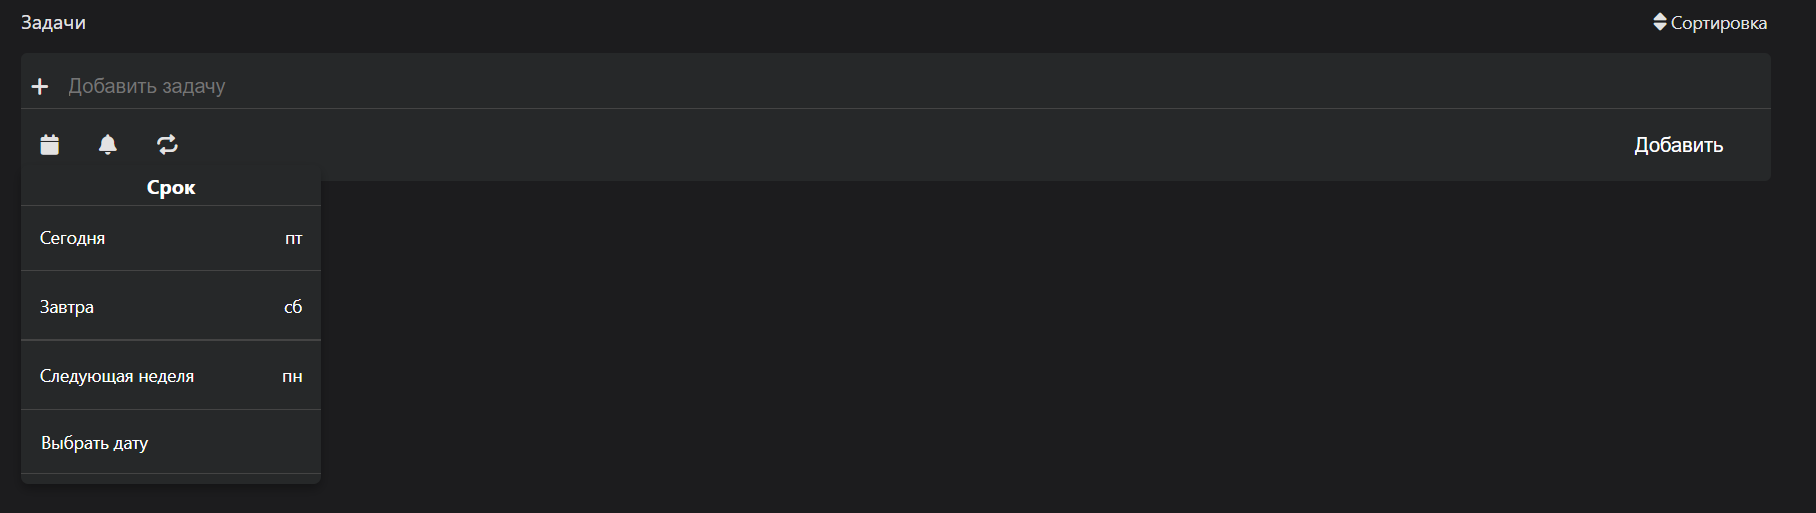 Задачи
Сортировка
Добавить задачу
Добавить
Срок
Сегодня пт
Завтра сб
Следующая неделя пн
Выбрать дату